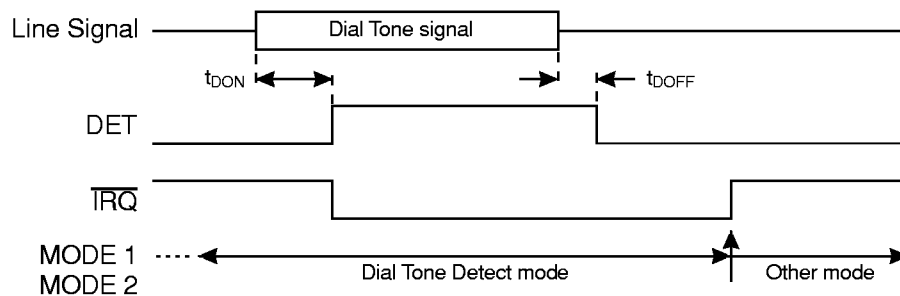 Line Signal
Dial Tone signal
tDON
tDOFF
DET
IRQ
MODE 1
MODE 2
Dial Tone Detect mode
Other mode